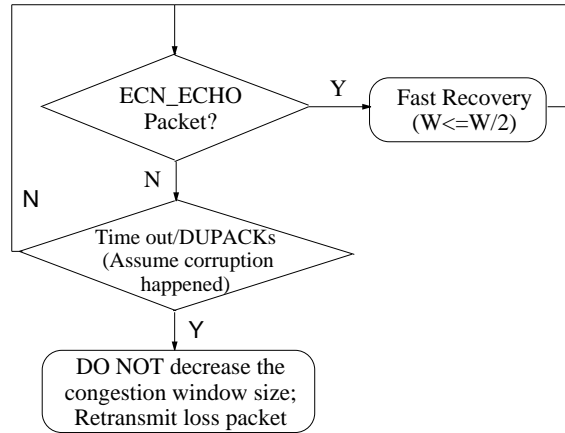 ECN_ECHO
Packet?
Y
Fast Recovery
(W<=W/2)
N
N
Time out/DUPACKs
(Assume corruption
happened)
Y
DO NOT decrease the
congestion window size;
Retransmit loss packet